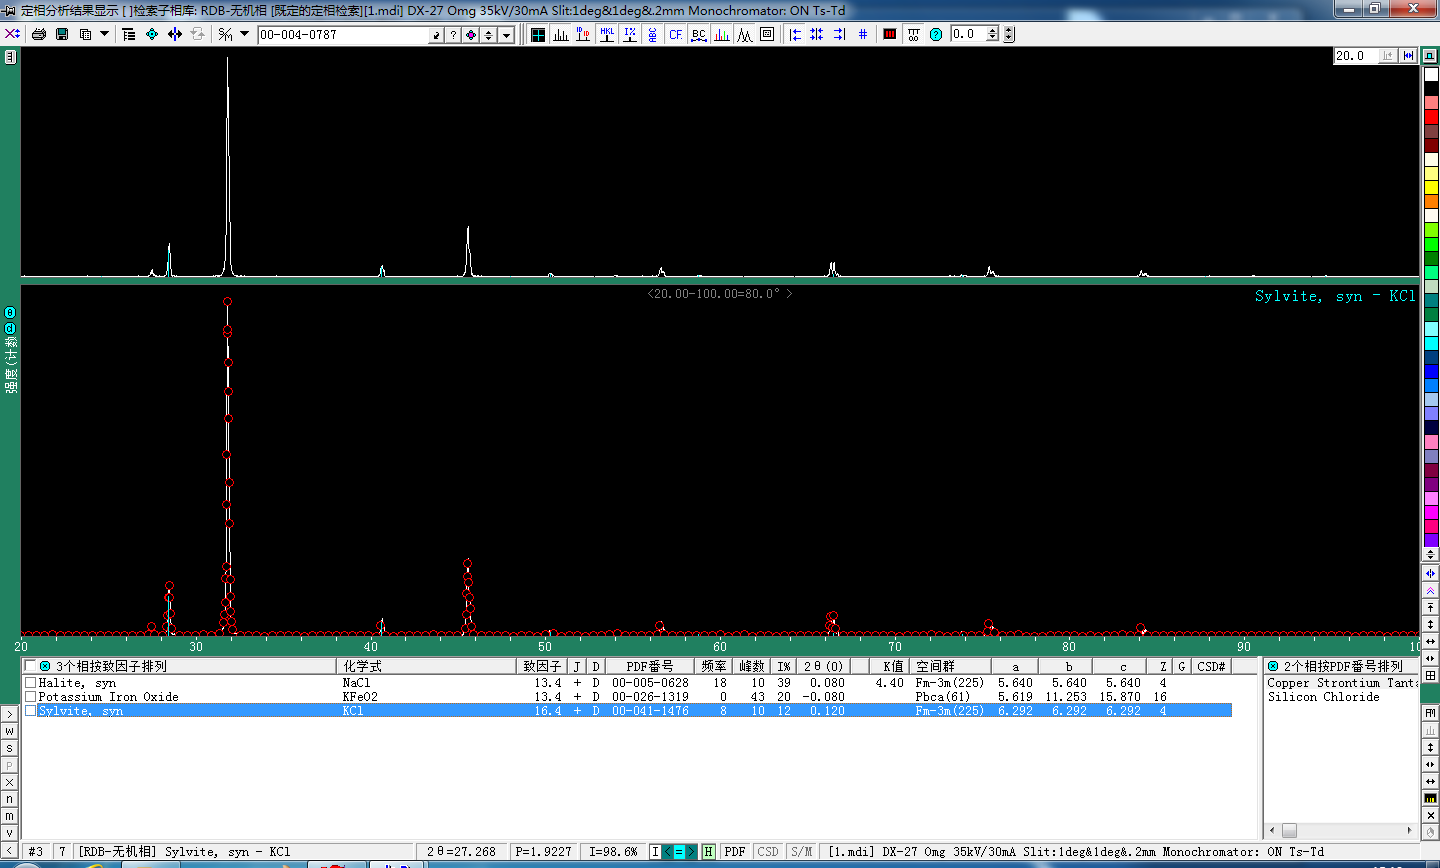 定相分析结果显示 [ ]检索子相库: RDB-无机相 [既定的定相检索][1.mdi] DX-27 Omg 35kV/30mA Slit:1deg&1deg&.2mm Monochromator: ON Ts-Td
00-004-0787
? HKL I% CF. BC # ? 0.0
20.0
<20.00-100.00=80.0° >
Sylvite, syn - KCl
θ
d
强度(计数
20 30 40 50 60 70 80 90 10
3个相按致因子排列 化学式 致因子 J D PDF番号 频率 峰数 I% 2θ(0) K值 空间群 a b c Z G CSD#
Halite, syn NaCl 13.4 + D 00-005-0628 18 10 39 0.080 4.40 Fm-3m(225) 5.640 5.640 5.640 4
Potassium Iron Oxide KFeO2 13.4 + D 00-026-1319 0 43 20 -0.080 Pbca(61) 5.619 11.253 15.870 16
Sylvite, syn KCl 16.4 + D 00-041-1476 8 10 12 0.120 Fm-3m(225) 6.292 6.292 6.292 4
2个相按PDF番号排列
Copper Strontium Tanta
Silicon Chloride
>
w
s
p
x
n
m
v
<
#3 7 [RDB-无机相] Sylvite, syn - KCl 2θ=27.268 P=1.9227 I=98.6% I < = > H PDF CSD S/M [1.mdi] DX-27 Omg 35kV/30mA Slit:1deg&1deg&.2mm Monochromator: ON Ts-Td